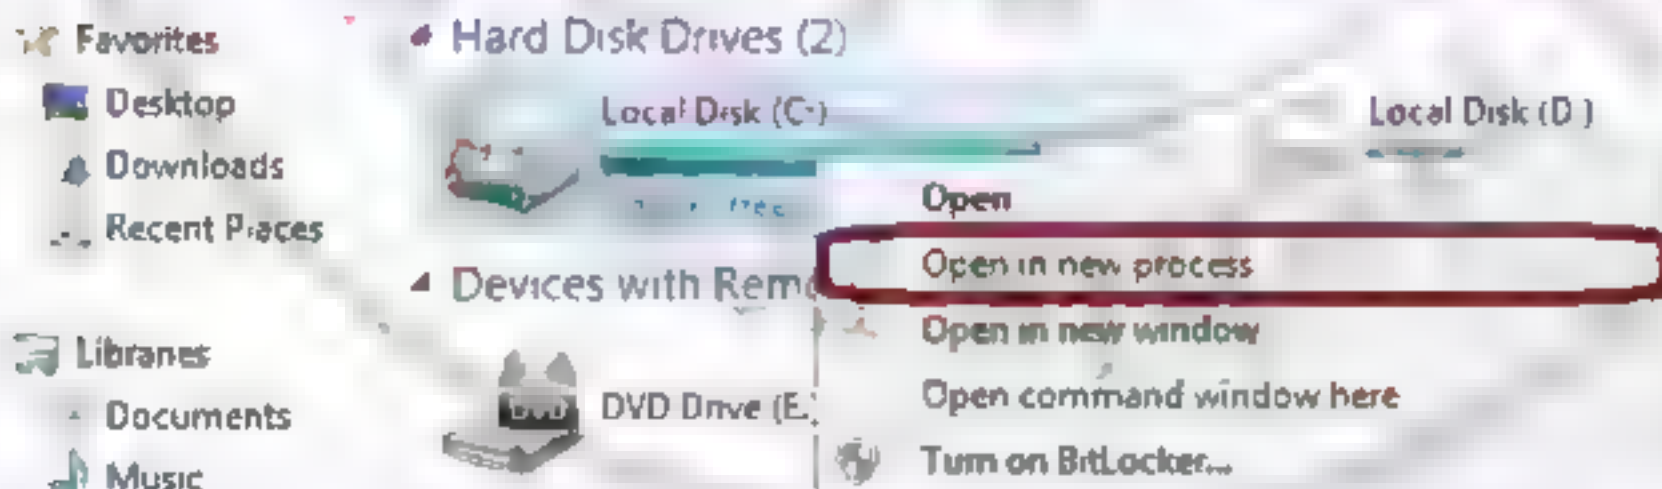 Favorites
Desktop
Downloads
Recent Places
Libraries
Documents
Music
Hard Disk Drives (2)
Local Disk (C:)
free
Local Disk (D:)
Devices with Remo
DVD Drive (E:)
Open
Open in new process
Open in new window
Open command window here
Turn on BitLocker...